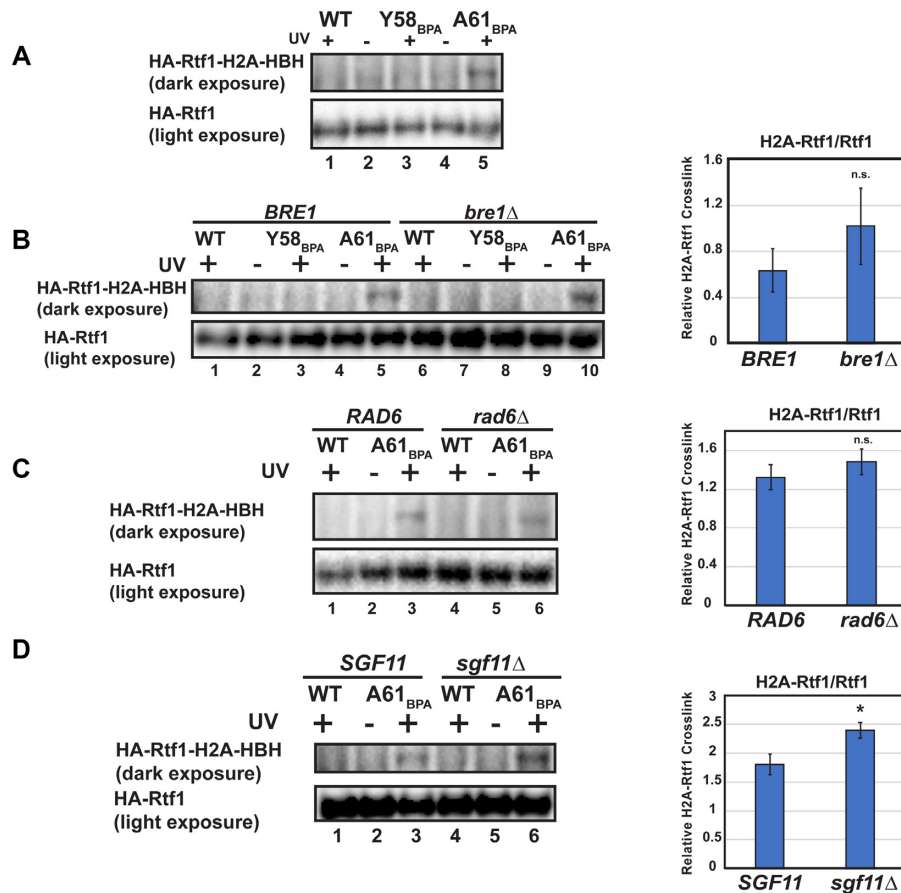 A
WT Y58BPA A61BPA
UV + - + - +
HA-Rtf1-H2A-HBH
(dark exposure)
HA-Rtf1
(light exposure)
1 2 3 4 5
B
BRE1 bre1Δ
WT Y58BPA A61BPA WT Y58BPA A61BPA
UV + - + - + + - + - +
HA-Rtf1-H2A-HBH
(dark exposure)
HA-Rtf1
(light exposure)
1 2 3 4 5 6 7 8 9 10
H2A-Rtf1/Rtf1
Relative H2A-Rtf1 Crosslink
1.6
1.2
0.8
0.4
0
n.s.
BRE1 bre1Δ
C
RAD6 rad6Δ
WT A61BPA WT A61BPA
UV + - + + - +
HA-Rtf1-H2A-HBH
(dark exposure)
HA-Rtf1
(light exposure)
1 2 3 4 5 6
H2A-Rtf1/Rtf1
Relative H2A-Rtf1 Crosslink
1.6
1.2
0.8
0.4
0
n.s.
RAD6 rad6Δ
D
SGF11 sgf11Δ
WT A61BPA WT A61BPA
UV + - + + - +
HA-Rtf1-H2A-HBH
(dark exposure)
HA-Rtf1
(light exposure)
1 2 3 4 5 6
H2A-Rtf1/Rtf1
Relative H2A-Rtf1 Crosslink
3
2.5
2
1.5
1
0.5
0
*
SGF11 sgf11Δ